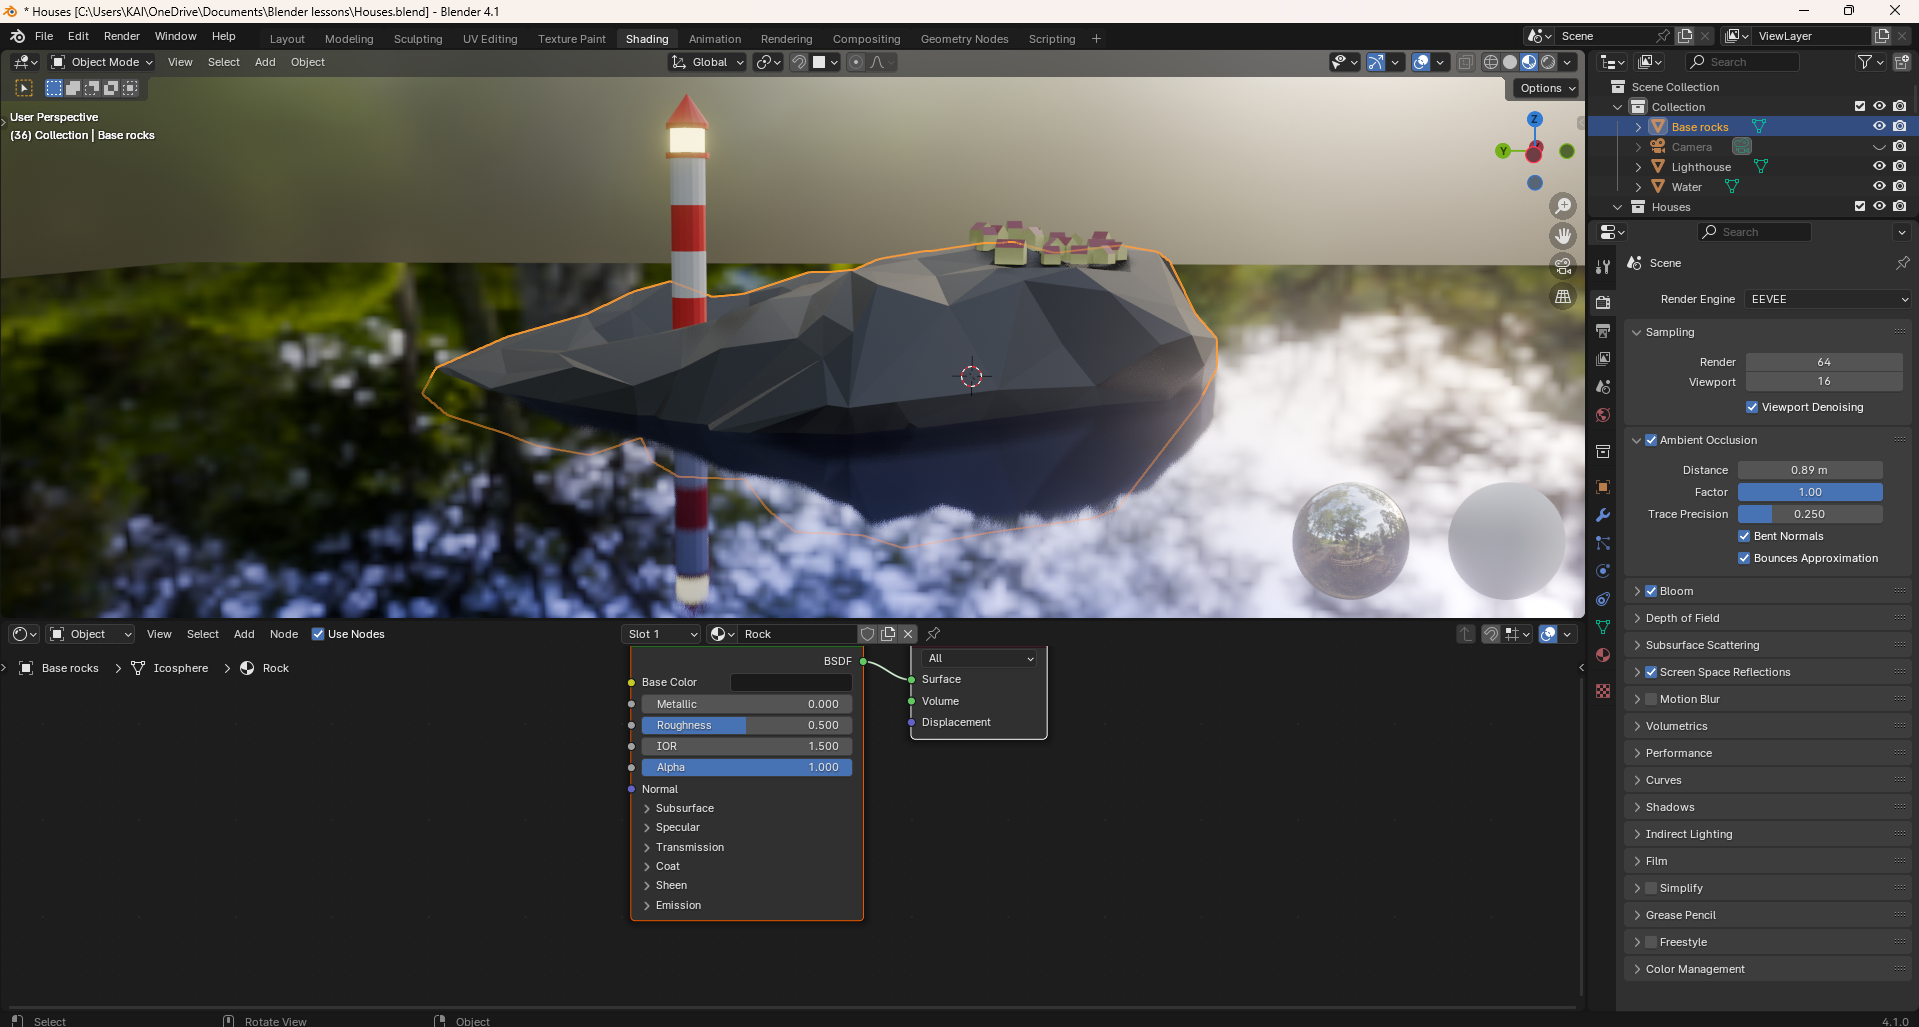 * Houses [C:\Users\KAI\OneDrive\Documents\Blender lessons\Houses.blend] - Blender 4.1
File Edit Render Window Help
Layout Modeling Sculpting UV Editing Texture Paint Shading Animation Rendering Compositing Geometry Nodes Scripting +
Scene
ViewLayer
Object Mode View Select Add Object
Global
Options
Search
User Perspective
(36) Collection | Base rocks
Z
Y
Scene Collection
Collection
Base rocks
Camera
Lighthouse
Water
Houses
Search
Scene
Render Engine EEVEE
Sampling
Render 64
Viewport 16
Viewport Denoising
Ambient Occlusion
Distance 0.89 m
Factor 1.00
Trace Precision 0.250
Bent Normals
Bounces Approximation
Bloom
Depth of Field
Subsurface Scattering
Screen Space Reflections
Motion Blur
Volumetrics
Performance
Curves
Shadows
Indirect Lighting
Film
Simplify
Grease Pencil
Freestyle
Color Management
Object View Select Add Node Use Nodes
Slot 1
Rock
Base rocks > Icosphere > Rock
BSDF
Base Color
Metallic 0.000
Roughness 0.500
IOR 1.500
Alpha 1.000
Normal
Subsurface
Specular
Transmission
Coat
Sheen
Emission
All
Surface
Volume
Displacement
Select
Rotate View
Object
4.1.0